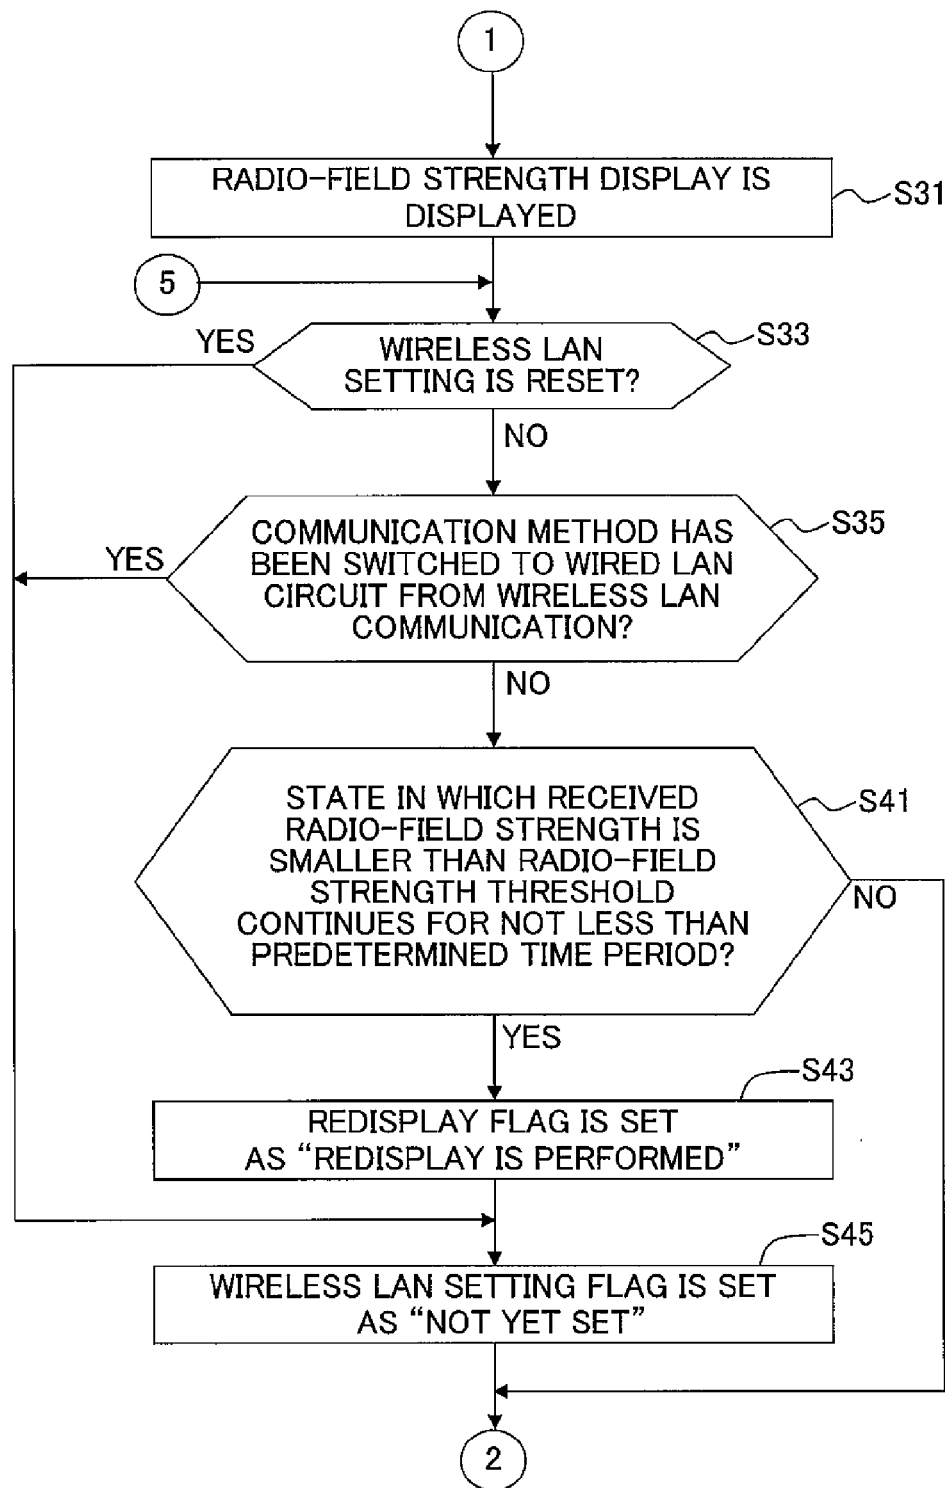 1
RADIO-FIELD STRENGTH DISPLAY IS
DISPLAYED
S31
5
YES
WIRELESS LAN
SETTING IS RESET?
S33
NO
COMMUNICATION METHOD HAS
BEEN SWITCHED TO WIRED LAN
CIRCUIT FROM WIRELESS LAN
COMMUNICATION?
S35
YES
NO
STATE IN WHICH RECEIVED
RADIO-FIELD STRENGTH IS
SMALLER THAN RADIO-FIELD
STRENGTH THRESHOLD
CONTINUES FOR NOT LESS THAN
PREDETERMINED TIME PERIOD?
S41
NO
YES
S43
REDISPLAY FLAG IS SET
AS “REDISPLAY IS PERFORMED”
S45
WIRELESS LAN SETTING FLAG IS SET
AS “NOT YET SET”
2